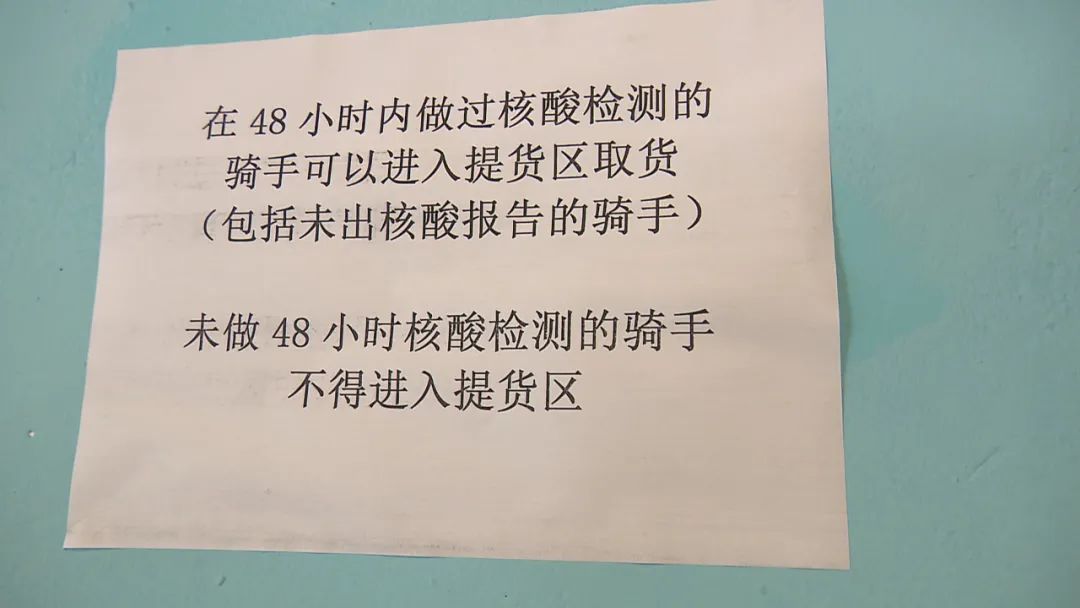 在 48 小时内做过核酸检测的
骑手可以进入提货区取货
（包括未出核酸报告的骑手）
未做 48 小时核酸检测的骑手
不得进入提货区